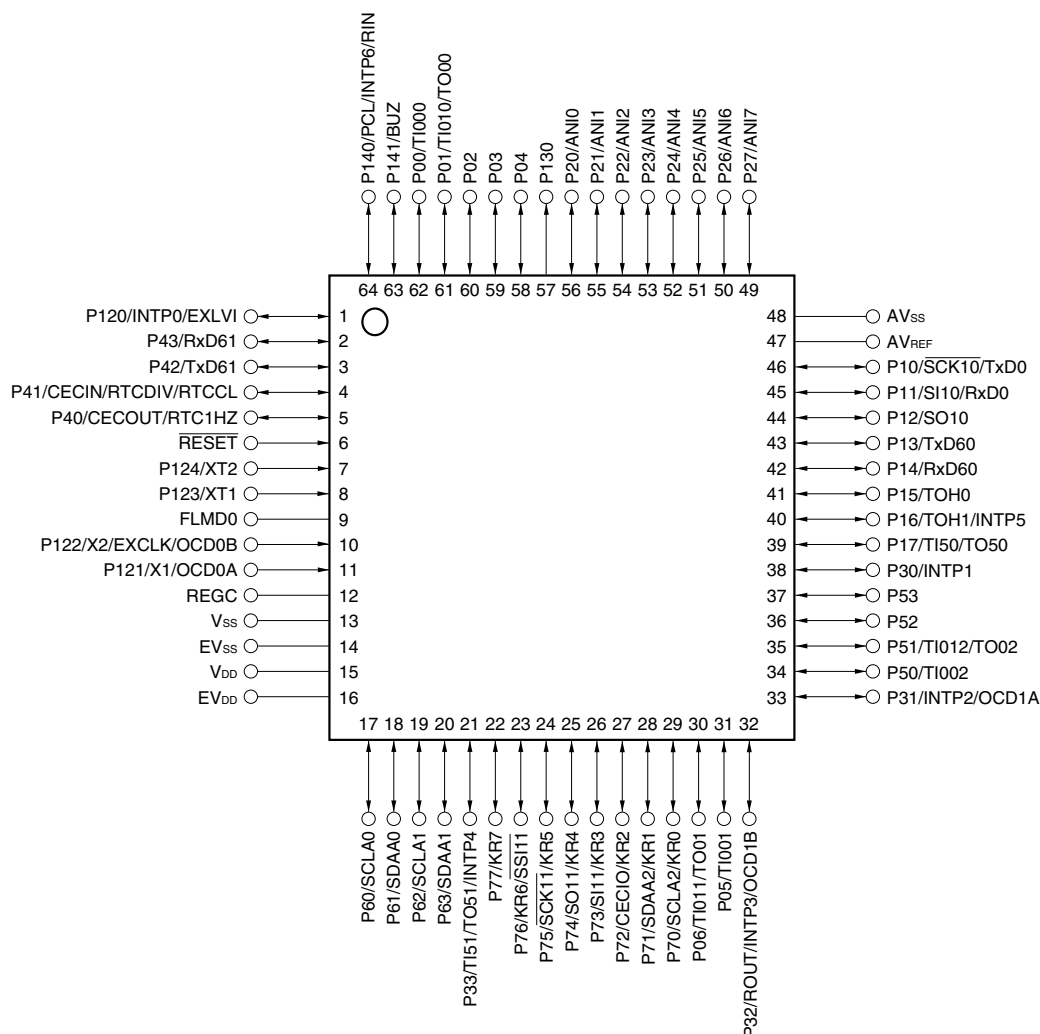 P140/PCL/INTP6/RIN
P141/BUZ
P00/TI000
P01/TI010/TO00
P02
P03
P04
P130
P20/ANI0
P21/ANI1
P22/ANI2
P23/ANI3
P24/ANI4
P25/ANI5
P26/ANI6
P27/ANI7
64 63 62 61 60 59 58 57 56 55 54 53 52 51 50 49
P120/INTP0/EXLVI 1
P43/RxD61 2
P42/TxD61 3
P41/CECIN/RTCDIV/RTCCL 4
P40/CECOUT/RTC1HZ 5
RESET 6
P124/XT2 7
P123/XT1 8
FLMD0 9
P122/X2/EXCLK/OCD0B 10
P121/X1/OCD0A 11
REGC 12
VSS 13
EVSS 14
VDD 15
EVDD 16
48 AVSS
47 AVREF
46 P10/SCK10/TxD0
45 P11/SI10/RxD0
44 P12/SO10
43 P13/TxD60
42 P14/RxD60
41 P15/TOH0
40 P16/TOH1/INTP5
39 P17/TI50/TO50
38 P30/INTP1
37 P53
36 P52
35 P51/TI012/TO02
34 P50/TI002
33 P31/INTP2/OCD1A
17 18 19 20 21 22 23 24 25 26 27 28 29 30 31 32
P60/SCLA0
P61/SDAA0
P62/SCLA1
P63/SDAA1
P33/TI51/TO51/INTP4
P77/KR7
P76/KR6/SSI11
P75/SCK11/KR5
P74/SO11/KR4
P73/SI11/KR3
P72/CECIO/KR2
P71/SDAA2/KR1
P70/SCLA2/KR0
P06/TI011/TO01
P05/TI001
P32/ROUT/INTP3/OCD1B